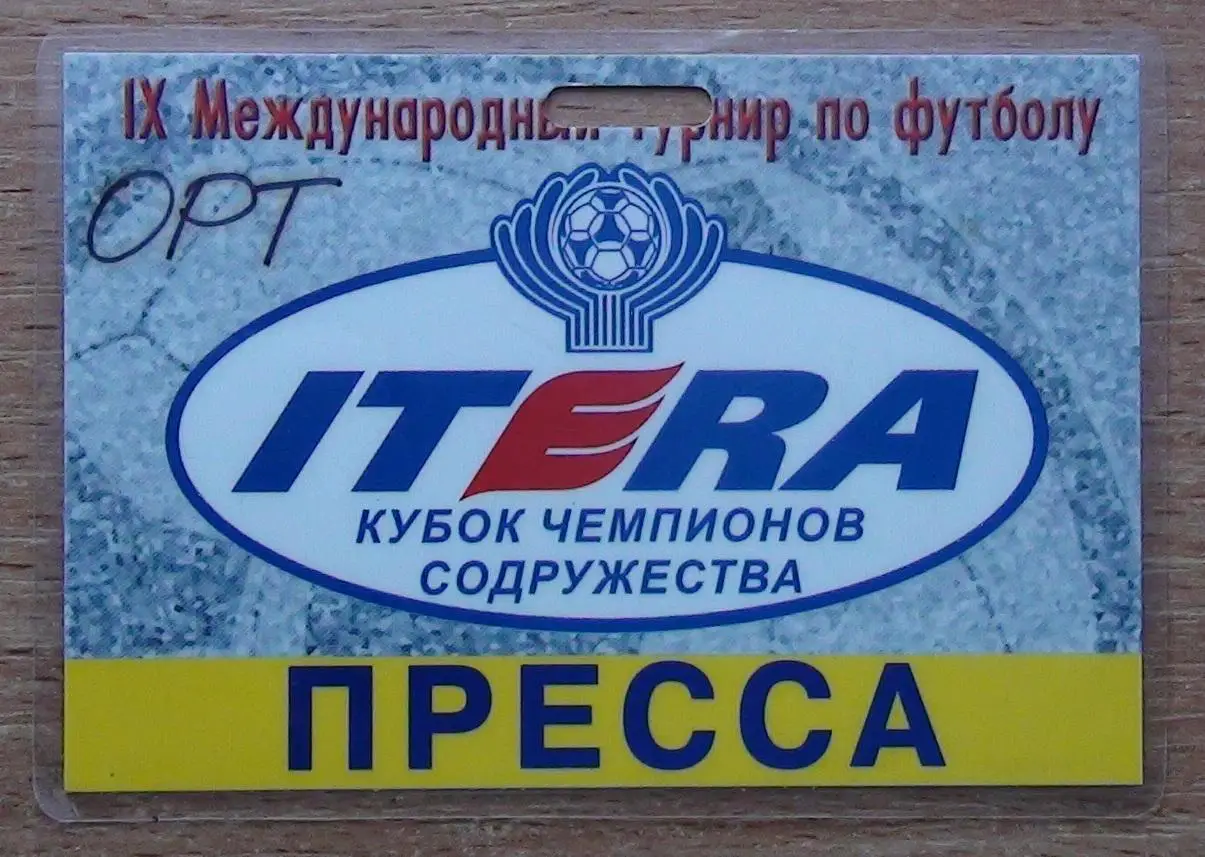 IX Международный турнир по футболу
ОРТ
ITERA
КУБОК ЧЕМПИОНОВ
СОДРУЖЕСТВА
ПРЕССА